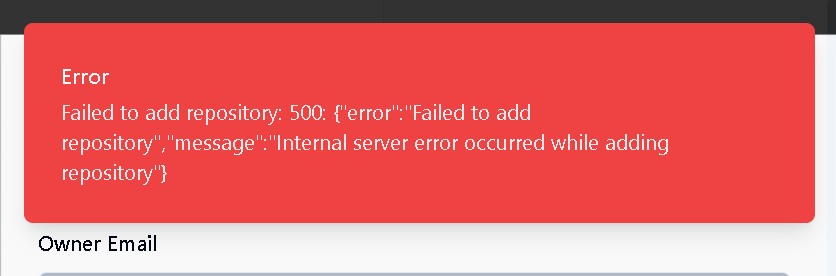 Error
Failed to add repository: 500: {"error":"Failed to add
repository","message":"Internal server error occurred while adding
repository"}
Owner Email